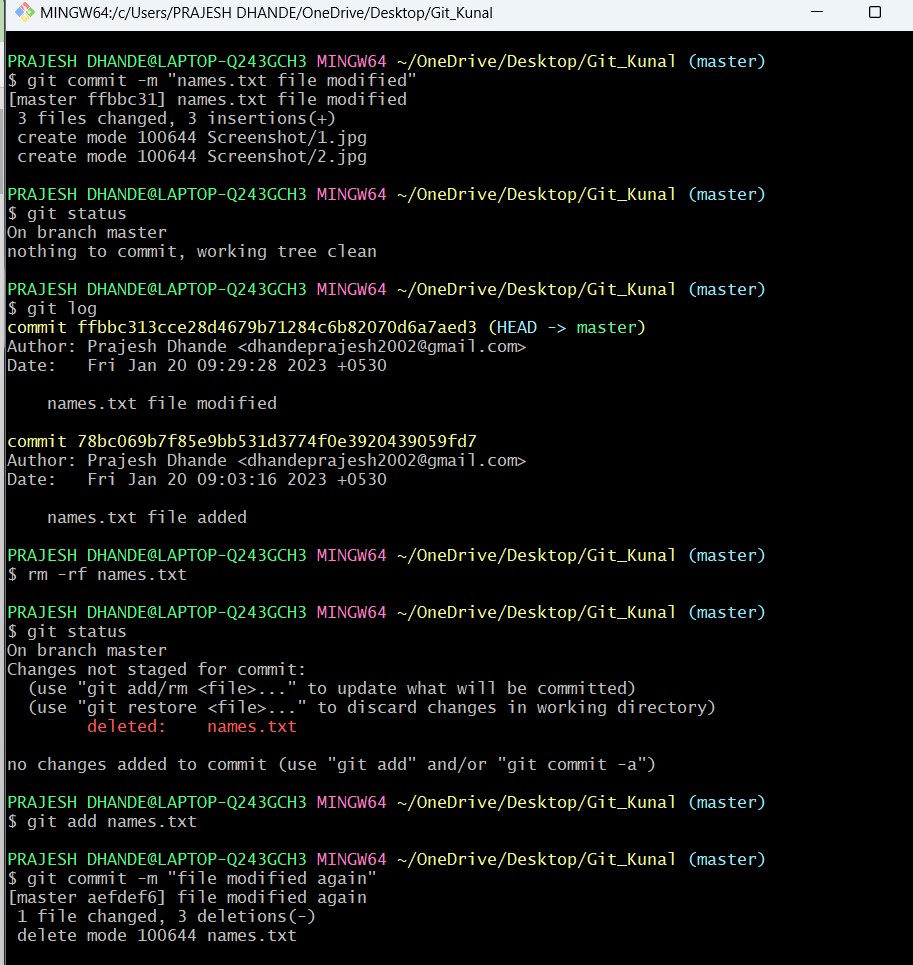 MINGW64:/c/Users/PRAJESH DHANDE/OneDrive/Desktop/Git_Kunal
PRAJESH DHANDE@LAPTOP-Q243GCH3 MINGW64 ~/OneDrive/Desktop/Git_Kunal (master)
$ git commit -m "names.txt file modified"
[master ffbbc31] names.txt file modified
 3 files changed, 3 insertions(+)
 create mode 100644 Screenshot/1.jpg
 create mode 100644 Screenshot/2.jpg
PRAJESH DHANDE@LAPTOP-Q243GCH3 MINGW64 ~/OneDrive/Desktop/Git_Kunal (master)
$ git status
On branch master
nothing to commit, working tree clean
PRAJESH DHANDE@LAPTOP-Q243GCH3 MINGW64 ~/OneDrive/Desktop/Git_Kunal (master)
$ git log
commit ffbbc313cce28d4679b71284c6b82070d6a7aed3 (HEAD -> master)
Author: Prajesh Dhande <dhandeprajesh2002@gmail.com>
Date:   Fri Jan 20 09:29:28 2023 +0530
    names.txt file modified
commit 78bc069b7f85e9bb531d3774f0e3920439059fd7
Author: Prajesh Dhande <dhandeprajesh2002@gmail.com>
Date:   Fri Jan 20 09:03:16 2023 +0530
    names.txt file added
PRAJESH DHANDE@LAPTOP-Q243GCH3 MINGW64 ~/OneDrive/Desktop/Git_Kunal (master)
$ rm -rf names.txt
PRAJESH DHANDE@LAPTOP-Q243GCH3 MINGW64 ~/OneDrive/Desktop/Git_Kunal (master)
$ git status
On branch master
Changes not staged for commit:
  (use "git add/rm <file>..." to update what will be committed)
  (use "git restore <file>..." to discard changes in working directory)
        deleted:    names.txt
no changes added to commit (use "git add" and/or "git commit -a")
PRAJESH DHANDE@LAPTOP-Q243GCH3 MINGW64 ~/OneDrive/Desktop/Git_Kunal (master)
$ git add names.txt
PRAJESH DHANDE@LAPTOP-Q243GCH3 MINGW64 ~/OneDrive/Desktop/Git_Kunal (master)
$ git commit -m "file modified again"
[master aefdef6] file modified again
 1 file changed, 3 deletions(-)
 delete mode 100644 names.txt